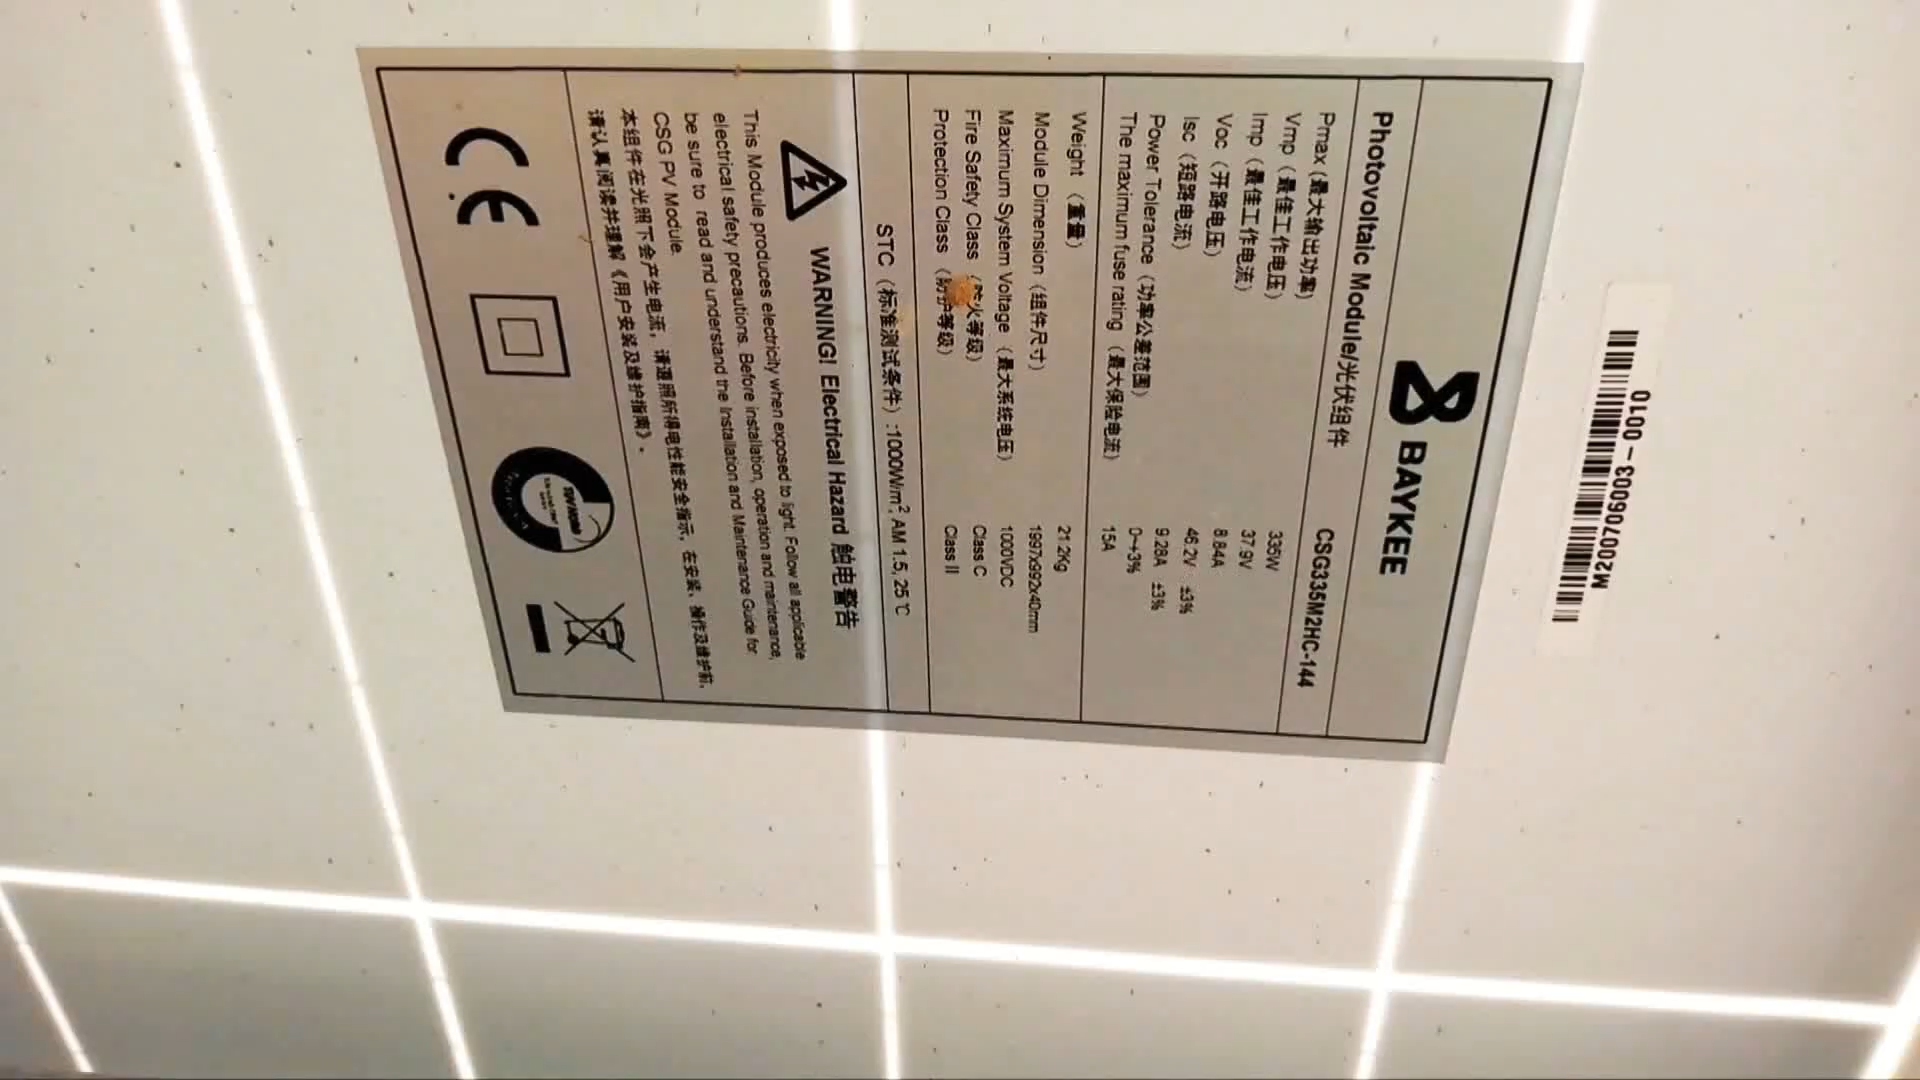 BAYKEE
Photovoltaic Module/光伏组件 CSG335M2HC-144
Pmax (最大输出功率) 335W
Vmp (最佳工作电压) 37.9V
Imp (最佳工作电流) 8.84A
Voc (开路电压) 46.2V ±3%
Isc (短路电流) 9.28A ±3%
Power Tolerance (功率公差范围) 0~+3%
The maximum fuse rating (最大保险电流) 15A
Weight (重量) 21.2Kg
Module Dimension (组件尺寸) 1997x992x40mm
Maximum System Voltage (最大系统电压) 1000VDC
Fire Safety Class 火等级) Class C
Protection Class (防护等级) Class II
STC (标准测试条件) :1000W/m², AM 1.5, 25℃
WARNING! Electrical Hazard 触电警告
This Module produces electricity when exposed to light. Follow all applicable
electrical safety precautions. Before installation, operation and maintenance,
be sure to read and understand the Installation and Maintenance Guide for
CSG PV Module.
本组件在光照下会产生电流, 请遵照所得电性能安全指示, 在安装、操作及维护前,
请认真阅读并理解《用户安装及维护指南》.
CE
M20070606003-0010